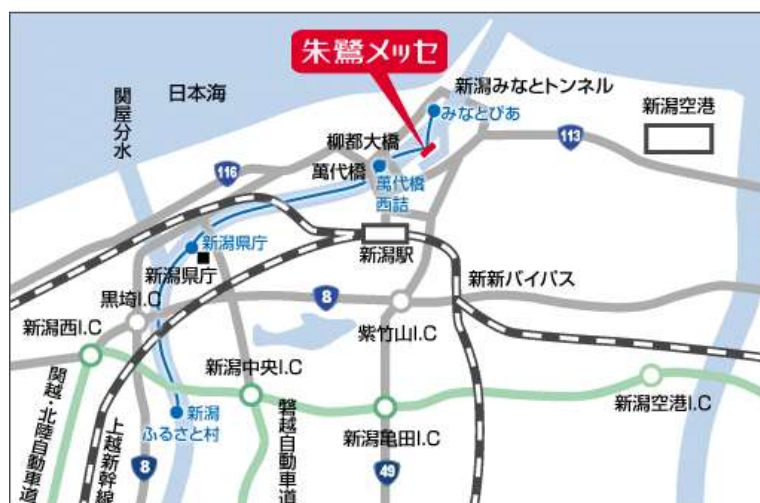 朱鷺メッセ
関屋分水
日本海
新潟みなとトンネル
みなとぴあ
新潟空港
柳都大橋
113
萬代橋
116
萬代橋
西詰
新潟県庁
新潟駅
新潟県庁
新新バイパス
黒埼I.C
8
新潟西I.C
紫竹山I.C
新潟中央I.C
新潟空港I.C
関越・北陸自動車道
上越新幹線
新潟
ふるさと村
磐越自動車道
新潟亀田I.C
8
49